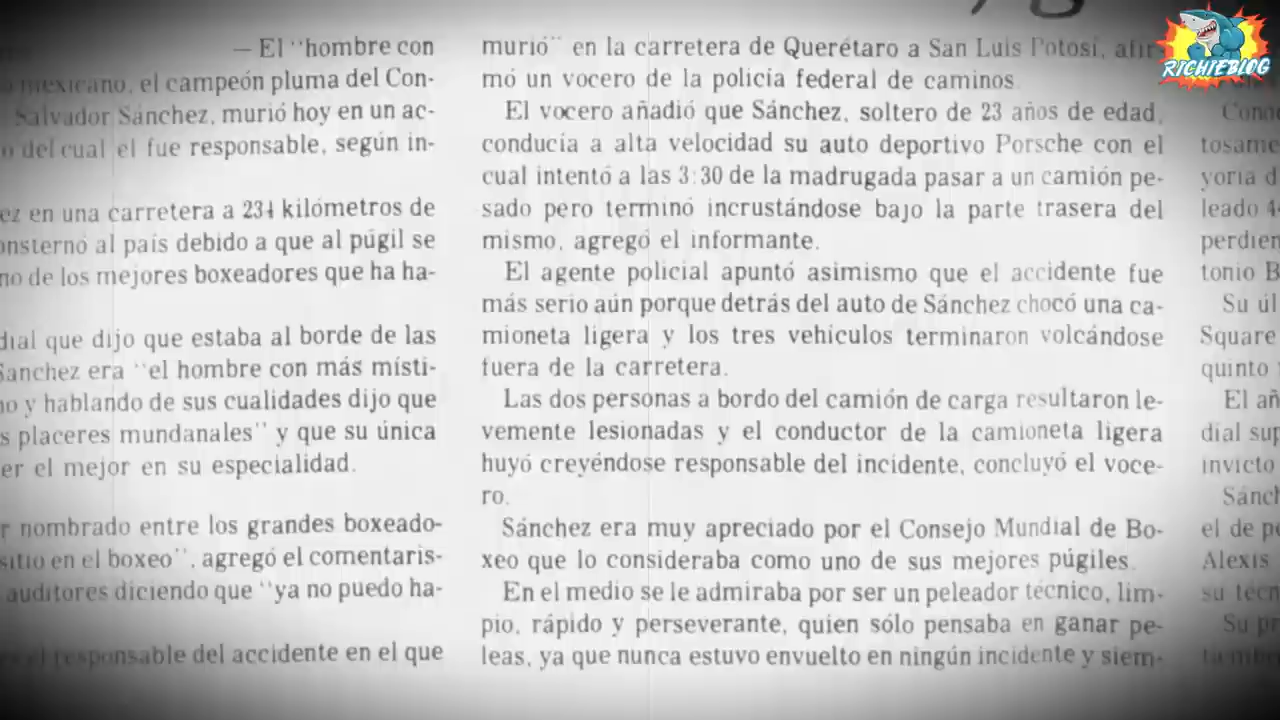 — El "hombre con
mexicano, el campeón pluma del Con-
Salvador Sánchez, murió hoy en un ac-
del cual el fue responsable, según in-
en una carretera a 234 kilómetros de
al país debido a que al púgil se
de los mejores boxeadores que ha ha-
que dijo que estaba al borde de las
Sanchez era "el hombre con más místi-
y hablando de sus cualidades dijo que
placeres mundanales" y que su única
er el mejor en su especialidad.
nombrado entre los grandes boxeado-
sitio en el boxeo", agregó el comentaris-
auditores diciendo que "ya no puedo ha-
el responsable del accidente en el que
murió" en la carretera de Querétaro a San Luis Potosí, afir-
mó un vocero de la policía federal de caminos.
El vocero añadió que Sánchez, soltero de 23 años de edad,
conducía a alta velocidad su auto deportivo Porsche con el
cual intentó a las 3:30 de la madrugada pasar a un camión pe-
sado pero terminó incrustándose bajo la parte trasera del
mismo, agregó el informante.
El agente policial apuntó asimismo que el accidente fue
más serio aún porque detrás del auto de Sánchez chocó una ca-
mioneta ligera y los tres vehículos terminaron volcándose
fuera de la carretera.
Las dos personas a bordo del camión de carga resultaron le-
vemente lesionadas y el conductor de la camioneta ligera
huyó creyéndose responsable del incidente, concluyó el voce-
ro.
Sánchez era muy apreciado por el Consejo Mundial de Bo-
xeo que lo consideraba como uno de sus mejores púgiles.
En el medio se le admiraba por ser un peleador técnico, lim-
pio, rápido y perseverante, quien sólo pensaba en ganar pe-
leas, ya que nunca estuvo envuelto en ningún incidente y siem-
tosame
yoría d
leado 4
perdien
tonio B
Su úl
Square
quinto
El añ
dial sup
invicto
Sánch
el de p
Alexis
su técn
Su p
RICHIEBLOG